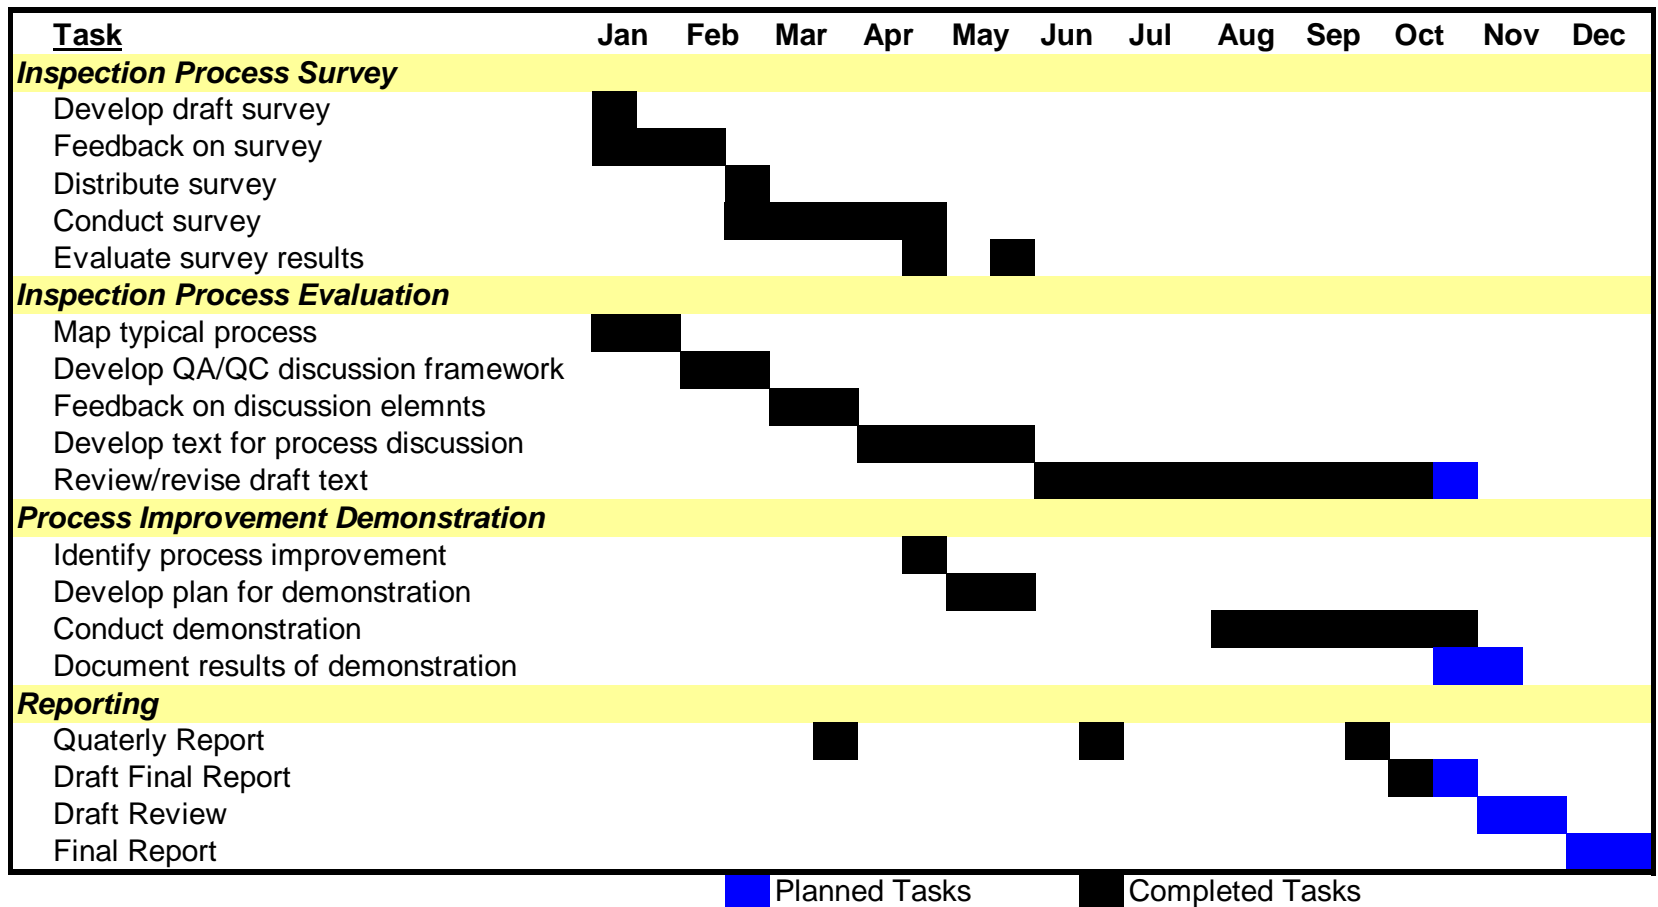 Task Jan Feb Mar Apr May Jun Jul Aug Sep Oct Nov Dec
Inspection Process Survey
Develop draft survey
Feedback on survey
Distribute survey
Conduct survey
Evaluate survey results
Inspection Process Evaluation
Map typical process
Develop QA/QC discussion framework
Feedback on discussion elemnts
Develop text for process discussion
Review/revise draft text
Process Improvement Demonstration
Identify process improvement
Develop plan for demonstration
Conduct demonstration
Document results of demonstration
Reporting
Quaterly Report
Draft Final Report
Draft Review
Final Report
Planned Tasks Completed Tasks